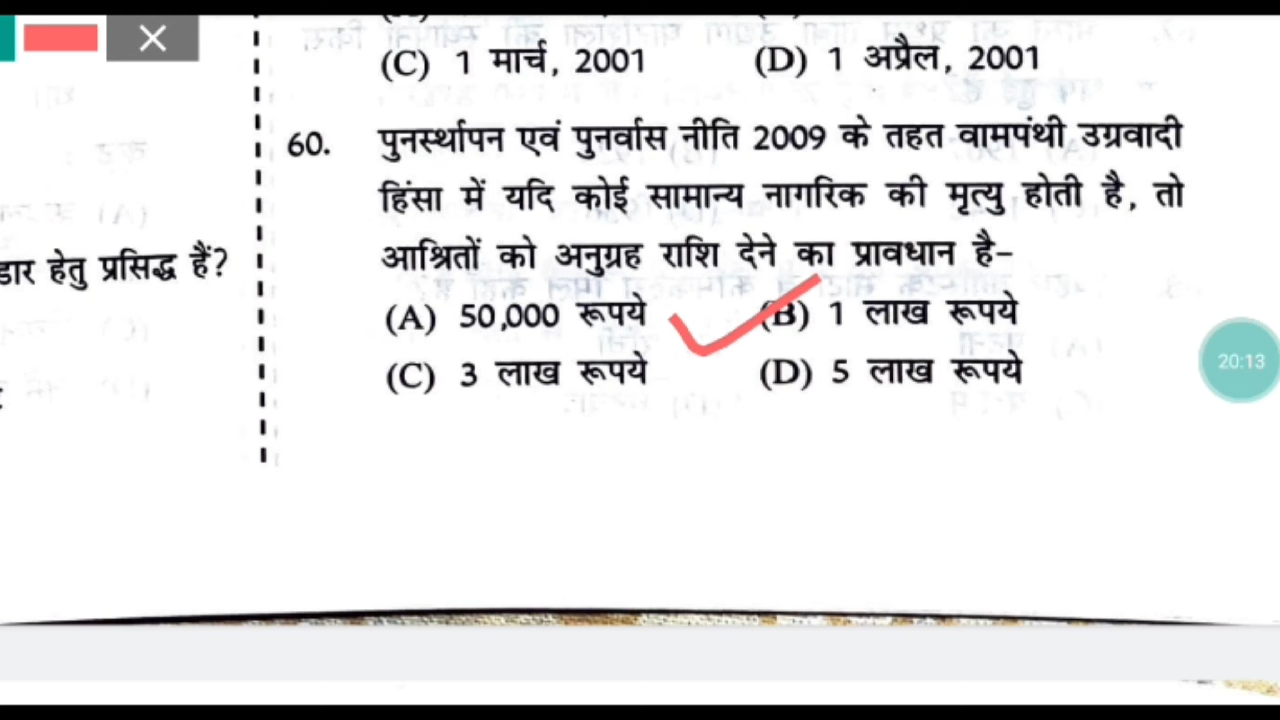 (C) 1 मार्च, 2001 (D) 1 अप्रैल, 2001
60. पुनर्स्थापन एवं पुनर्वास नीति 2009 के तहत वामपंथी उग्रवादी
हिंसा में यदि कोई सामान्य नागरिक की मृत्यु होती है, तो
आश्रितों को अनुग्रह राशि देने का प्रावधान है-
(A) 50,000 रूपये (B) 1 लाख रूपये
(C) 3 लाख रूपये (D) 5 लाख रूपये
डार हेतु प्रसिद्ध हैं?
20:13